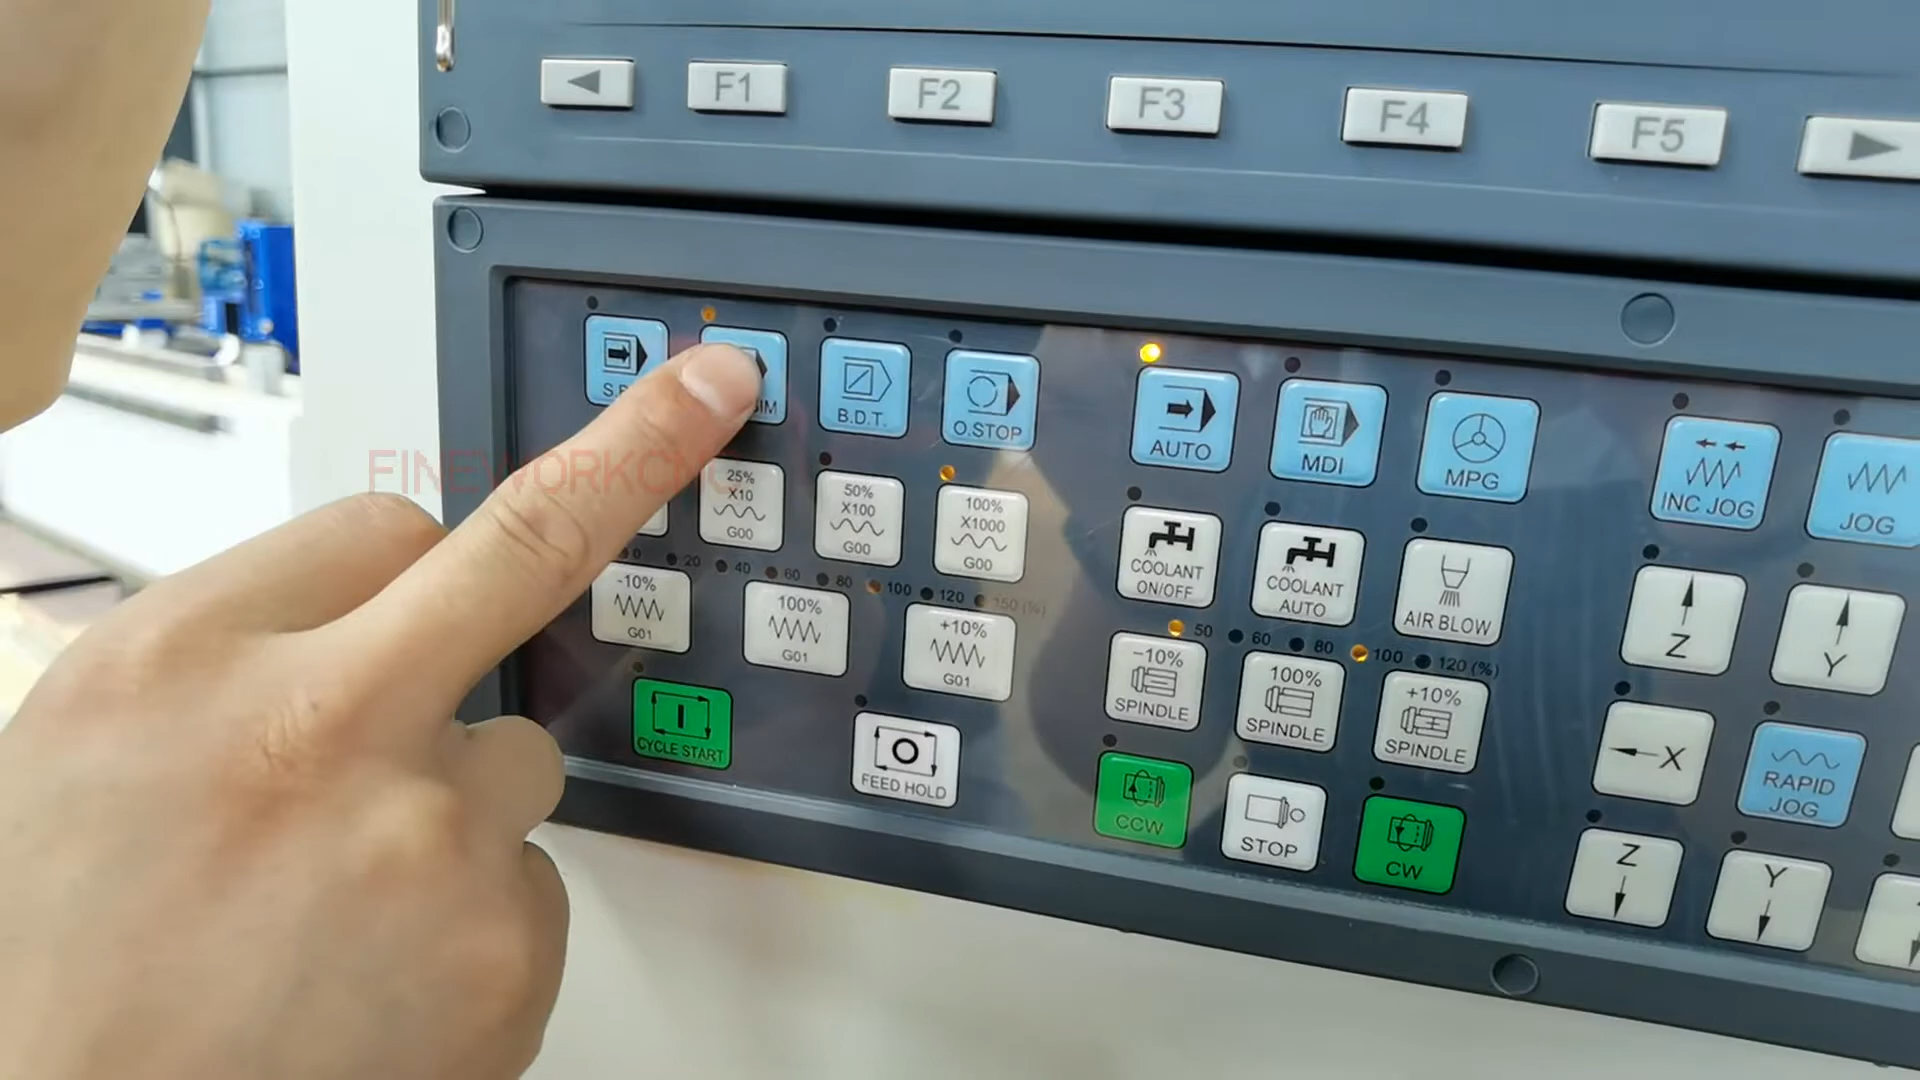 F1 F2 F3 F4 F5
B.D.T.
O.STOP
AUTO
MDI
MPG
INC JOG
JOG
FINEWORKCNC
25%
X10
G00
50%
X100
G00
100%
X1000
G00
COOLANT
ON/OFF
COOLANT
AUTO
AIR BLOW
Z
Y
0 20 40 60 80 100 120 150 (%)
-10%
G01
100%
G01
+10%
G01
50 60 80 100 120 (%)
-10%
SPINDLE
100%
SPINDLE
+10%
SPINDLE
X
RAPID
JOG
CYCLE START
FEED HOLD
CCW
STOP
CW
Z
Y